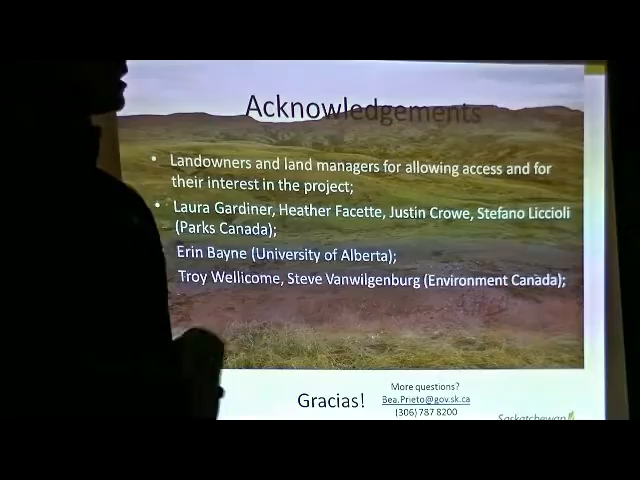 Acknowledgements
• Landowners and land managers for allowing access and for
their interest in the project;
• Laura Gardiner, Heather Facette, Justin Crowe, Stefano Liccioli
(Parks Canada);
Erin Bayne (University of Alberta);
Troy Wellicome, Steve Vanwilgenburg (Environment Canada);
More questions?
Gracias!
Bea.Prieto@gov.sk.ca
(306) 787 8200
Saskatchewan